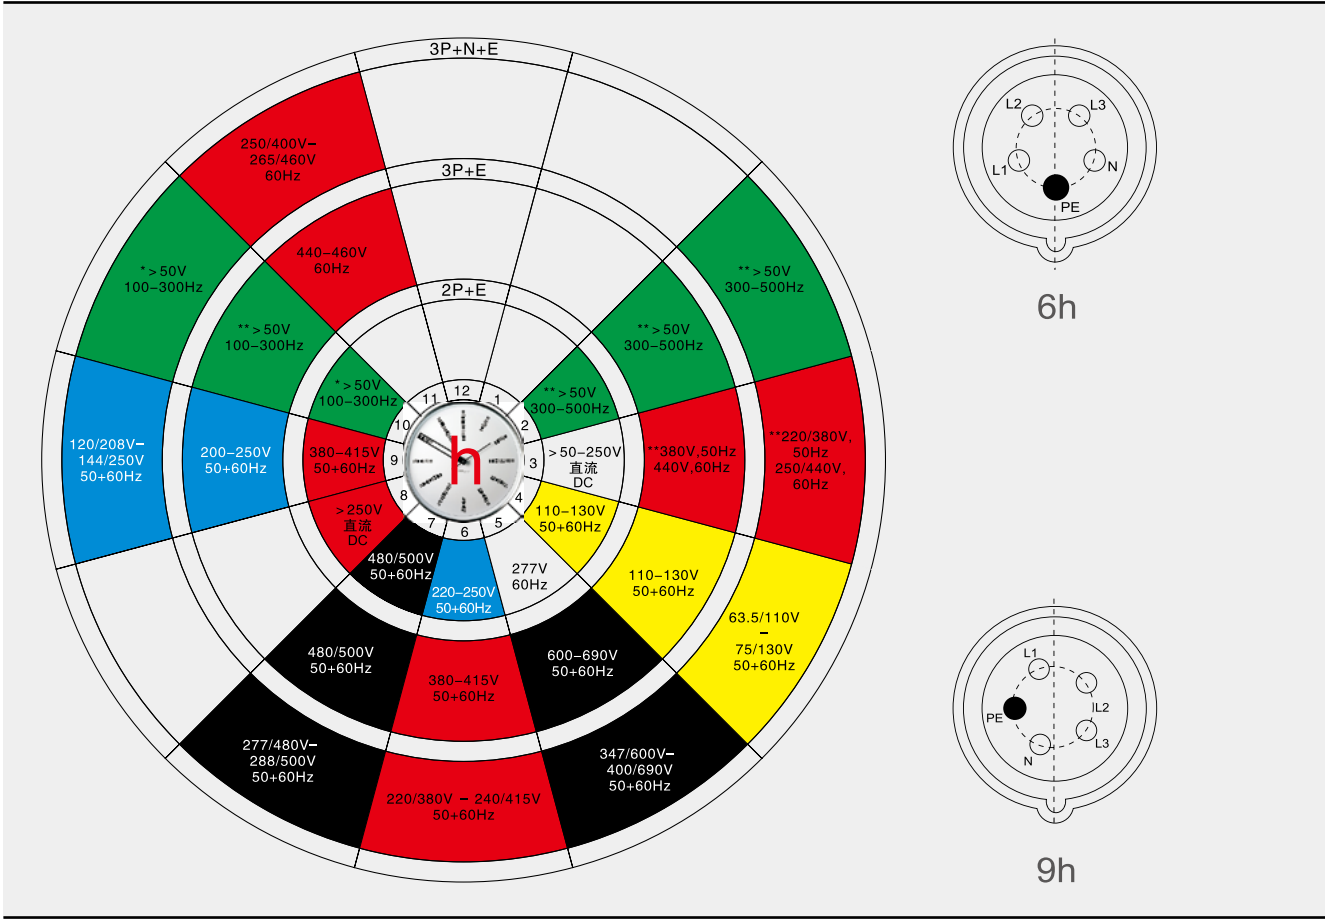 3P+N+E
250/400V–
265/460V
60Hz
3P+E
440–460V
60Hz
*>50V
100–300Hz
**>50V
300–500Hz
**>50V
100–300Hz
**>50V
300–500Hz
2P+E
*>50V
100–300Hz
**>50V
300–500Hz
12
1
2
3
4
5
6
7
8
9
10
11
h
120/208V–
144/250V
50+60Hz
200–250V
50+60Hz
380–415V
50+60Hz
>50–250V
直流
DC
**380V,50Hz
440V,60Hz
**220/380V,
50Hz
250/440V,
60Hz
>250V
直流
DC
110–130V
50+60Hz
480/500V
50+60Hz
220–250V
50+60Hz
277V
60Hz
110–130V
50+60Hz
63.5/110V
–
75/130V
50+60Hz
480/500V
50+60Hz
380–415V
50+60Hz
600–690V
50+60Hz
277/480V–
288/500V
50+60Hz
220/380V – 240/415V
50+60Hz
347/600V–
400/690V
50+60Hz
L2
L3
L1
N
PE
6h
L1
L2
PE
L3
N
9h